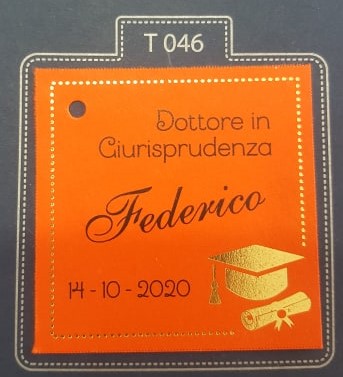 T 046
Dottore in
Giurisprudenza
Federico
14 - 10 - 2020